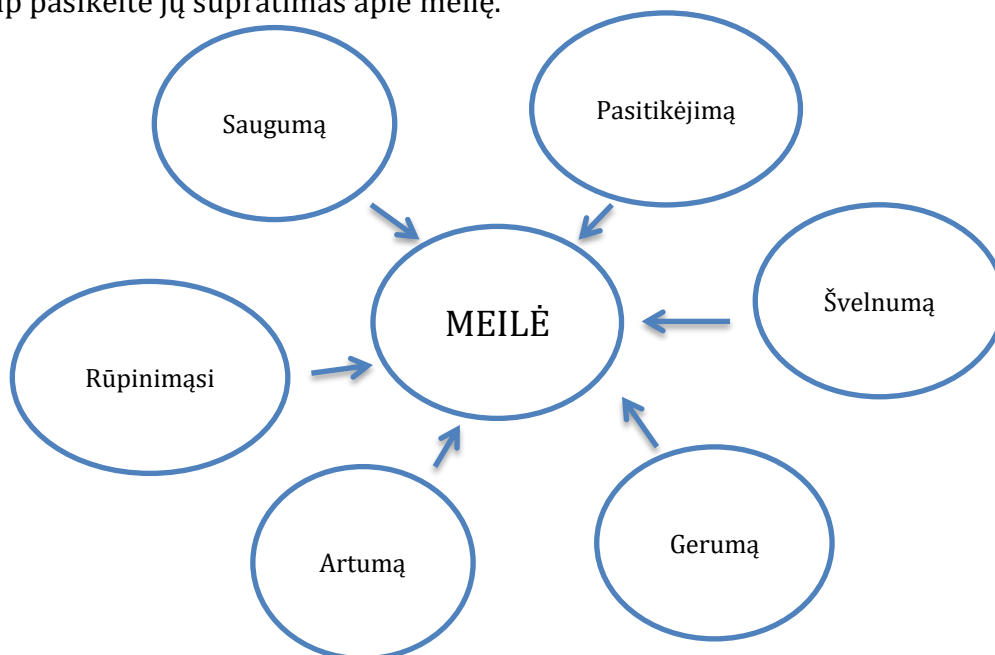 pasikeitė jų supratimas apie meilę.
Saugumą
Pasitikėjimą
Švelnumą
MEILĖ
Rūpinimąsi
Artumą
Gerumą